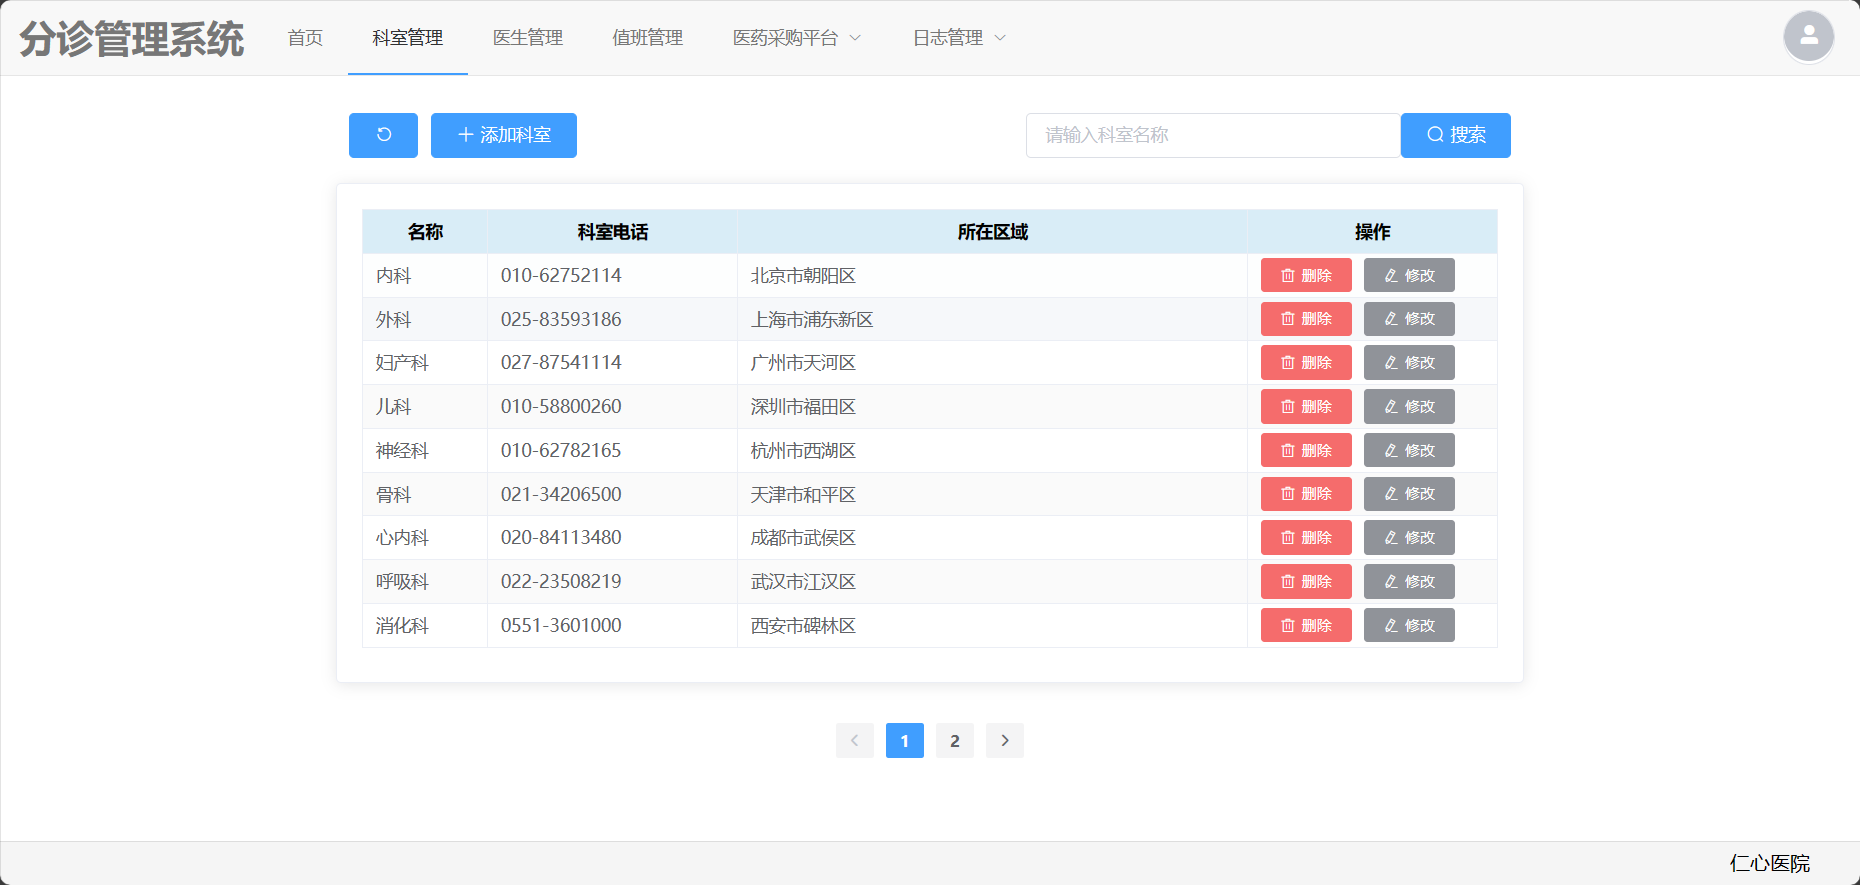 分诊管理系统 首页 科室管理 医生管理 值班管理 医药采购平台 日志管理
添加科室 请输入科室名称 搜索
名称 科室电话 所在区域 操作
内科 010-62752114 北京市朝阳区 删除 修改
外科 025-83593186 上海市浦东新区 删除 修改
妇产科 027-87541114 广州市天河区 删除 修改
儿科 010-58800260 深圳市福田区 删除 修改
神经科 010-62782165 杭州市西湖区 删除 修改
骨科 021-34206500 天津市和平区 删除 修改
心内科 020-84113480 成都市武侯区 删除 修改
呼吸科 022-23508219 武汉市江汉区 删除 修改
消化科 0551-3601000 西安市碑林区 删除 修改
1 2
仁心医院